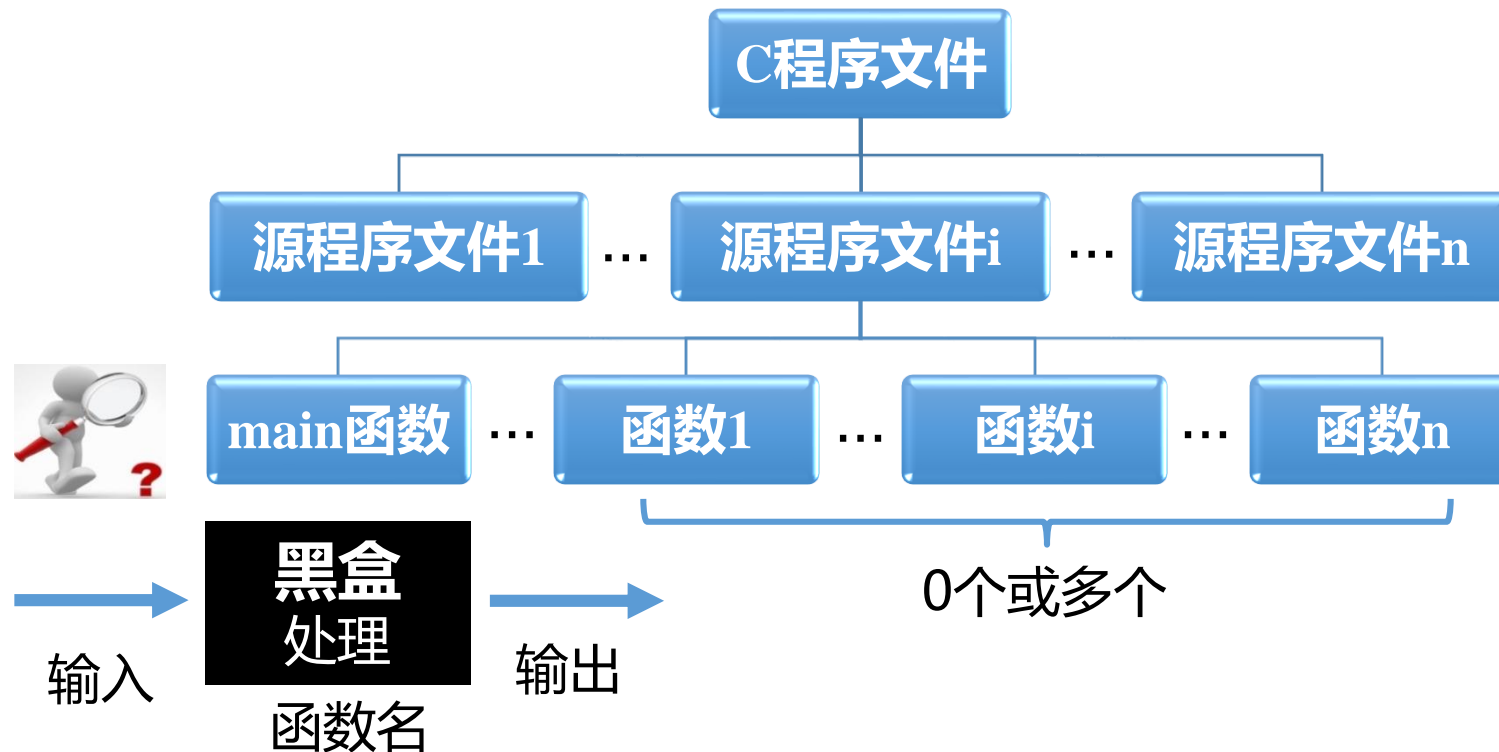 C程序文件
源程序文件1 … 源程序文件i … 源程序文件n
main函数 … 函数1 … 函数i … 函数n
?
黑盒
处理
0个或多个
输入
输出
函数名